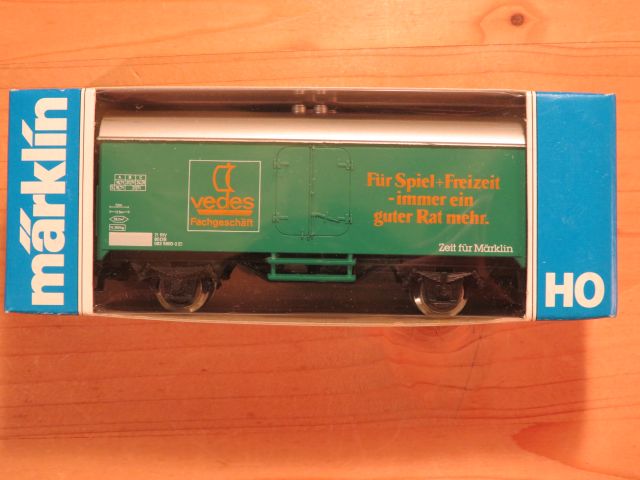 märklin
vedes
Fachgeschäft
Für Spiel+Freizeit
- immer ein
guter Rat mehr.
Zeit für Märklin
HO